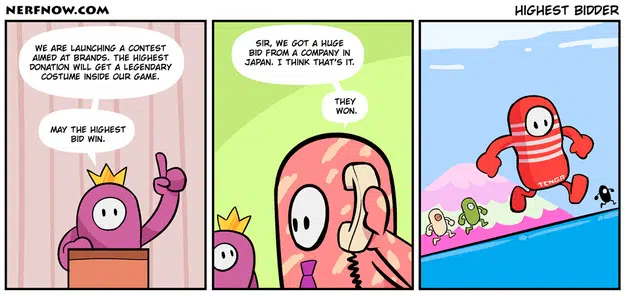 NERFNOW.COM
HIGHEST BIDDER
WE ARE LAUNCHING A CONTEST
AIMED AT BRANDS. THE HIGHEST
DONATION WILL GET A LEGENDARY
COSTUME INSIDE OUR GAME.
MAY THE HIGHEST
BID WIN.
SIR, WE GOT A HUGE
BID FROM A COMPANY IN
JAPAN. I THINK THAT'S IT.
THEY
WON.
TENGA